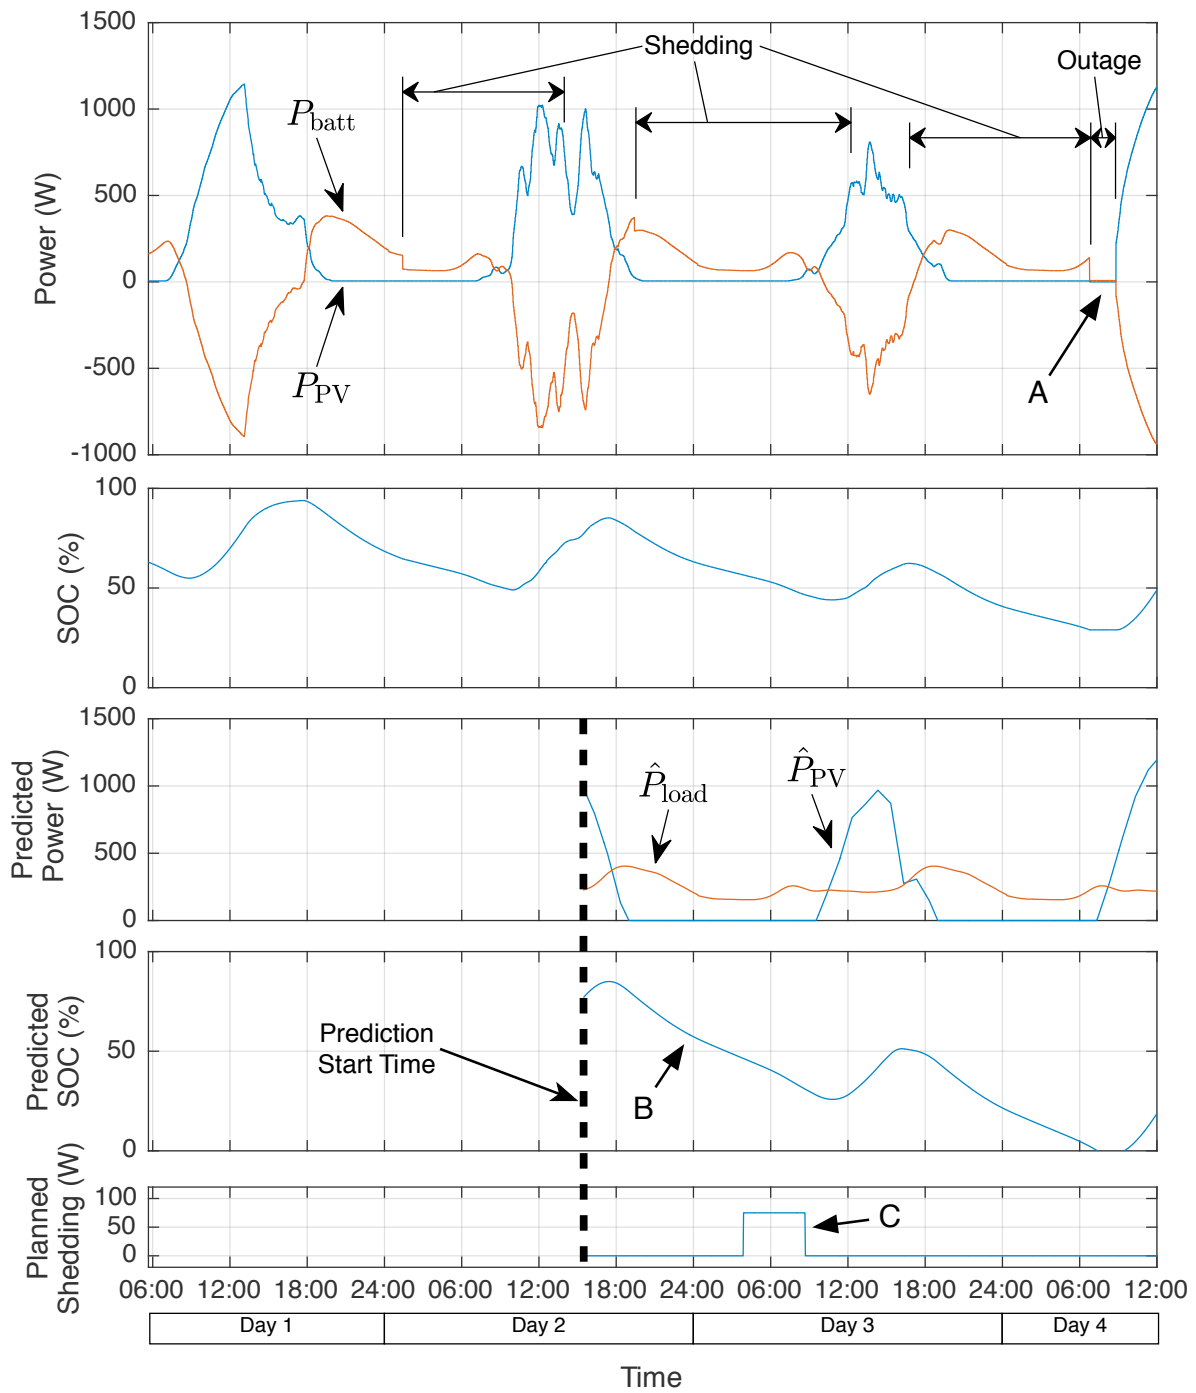 1500
1000
500
0
-500
-1000
Power (W)
Shedding
Outage
P_batt
P_PV
A
100
50
0
SOC (%)
1500
1000
500
0
Predicted
Power (W)
P̂_load
P̂_PV
100
50
0
Predicted
SOC (%)
Prediction
Start Time
B
100
50
0
Planned
Shedding (W)
C
06:00 12:00 18:00 24:00 06:00 12:00 18:00 24:00 06:00 12:00 18:00 24:00 06:00 12:00
Day 1 Day 2 Day 3 Day 4
Time